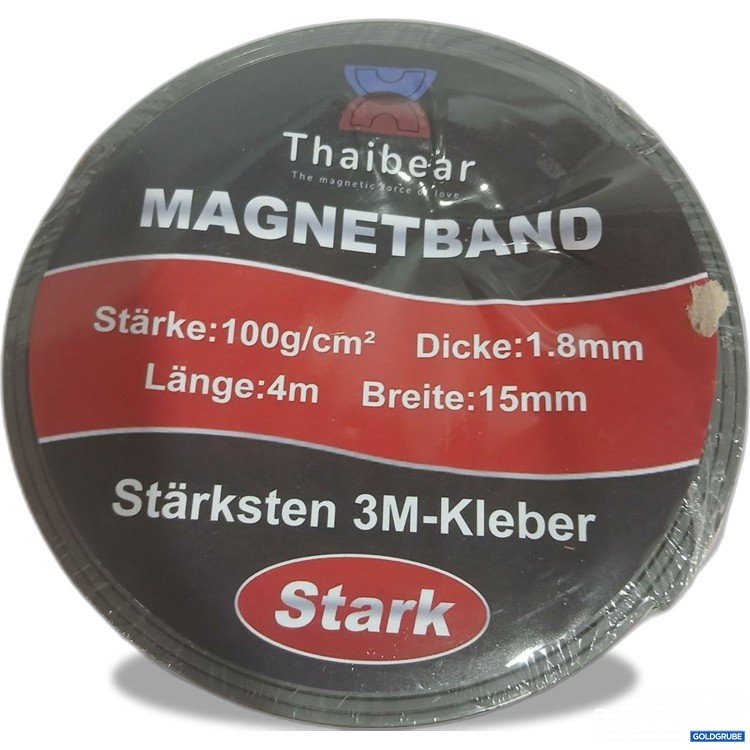 Thaibear
The magnetic force of love
MAGNETBAND
Stärke:100g/cm² Dicke:1.8mm
Länge:4m Breite:15mm
Stärksten 3M-Kleber
Stark
GOLDGRUBE